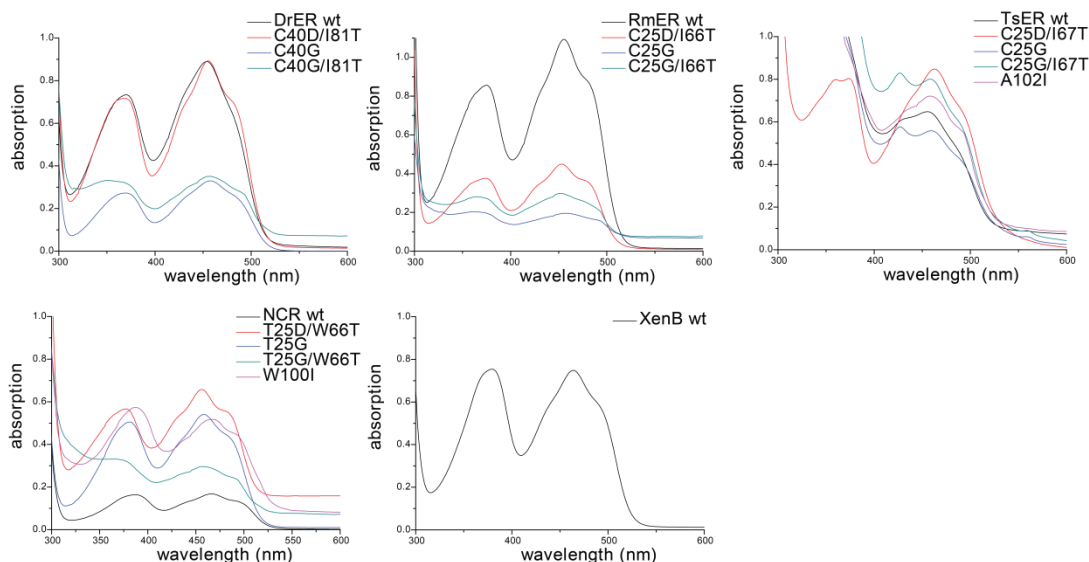 DrER wt
C40D/I81T
C40G
C40G/I81T
1.0
0.8
0.6
0.4
0.2
0.0
absorption
300
400
500
600
wavelength (nm)
RmER wt
C25D/I66T
C25G
C25G/I66T
1.0
0.8
0.6
0.4
0.2
0.0
absorption
300
400
500
600
wavelength (nm)
TsER wt
C25D/I67T
C25G
C25G/I67T
A102I
1.0
0.8
0.6
0.4
0.2
0.0
absorption
300
400
500
600
wavelength (nm)
NCR wt
T25D/W66T
T25G
T25G/W66T
W100I
1.0
0.8
0.6
0.4
0.2
0.0
absorption
300
350
400
450
500
550
600
wavelength (nm)
XenB wt
1.0
0.8
0.6
0.4
0.2
0.0
absorption
300
400
500
600
wavelength (nm)